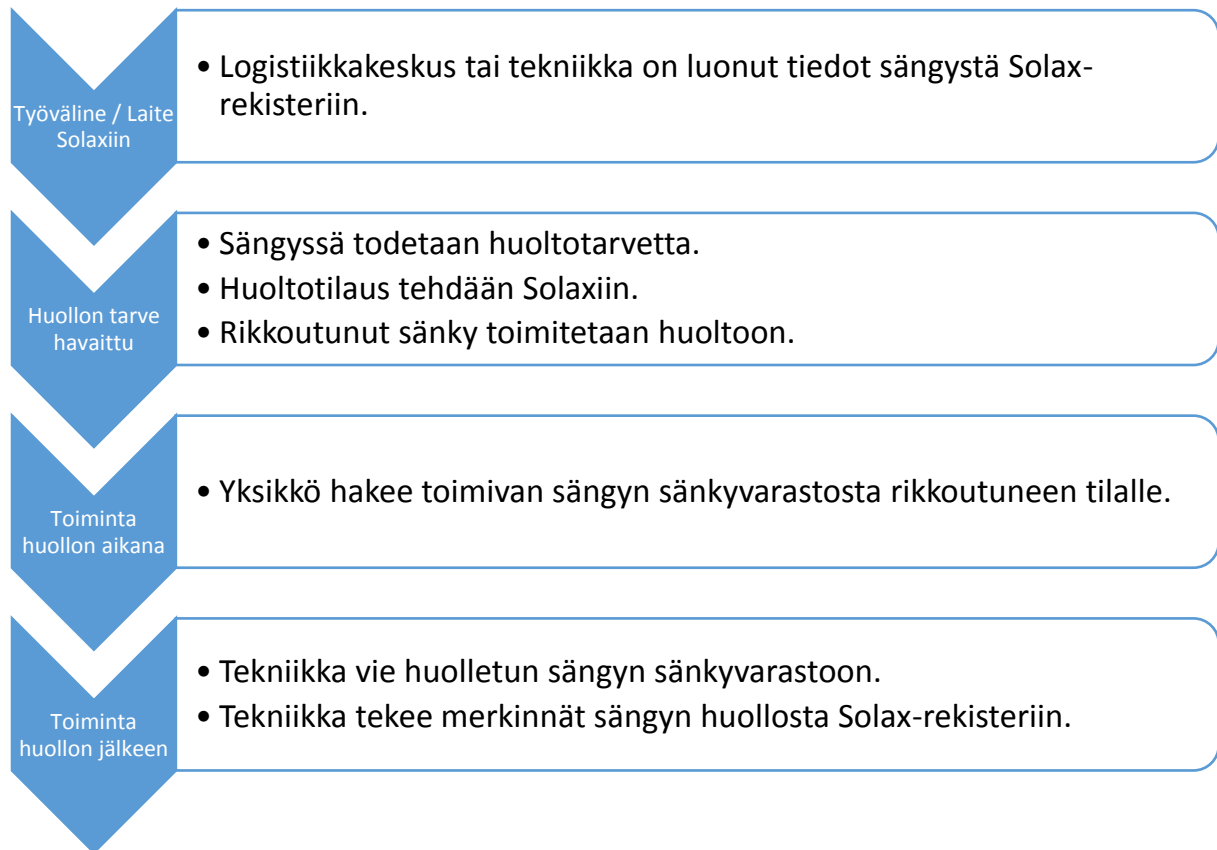 Työväline / Laite
Solaxiin
• Logistiikkakeskus tai tekniikka on luonut tiedot sängystä Solax-
rekisteriin.
Huollon tarve
havaittu
• Sängyssä todetaan huoltotarvetta.
• Huoltotilaus tehdään Solaxiin.
• Rikkoutunut sänky toimitetaan huoltoon.
Toiminta
huollon aikana
• Yksikkö hakee toimivan sängyn sänkyvarastosta rikkoutuneen tilalle.
Toiminta
huollon jälkeen
• Tekniikka vie huolletun sängyn sänkyvarastoon.
• Tekniikka tekee merkinnät sängyn huollosta Solax-rekisteriin.